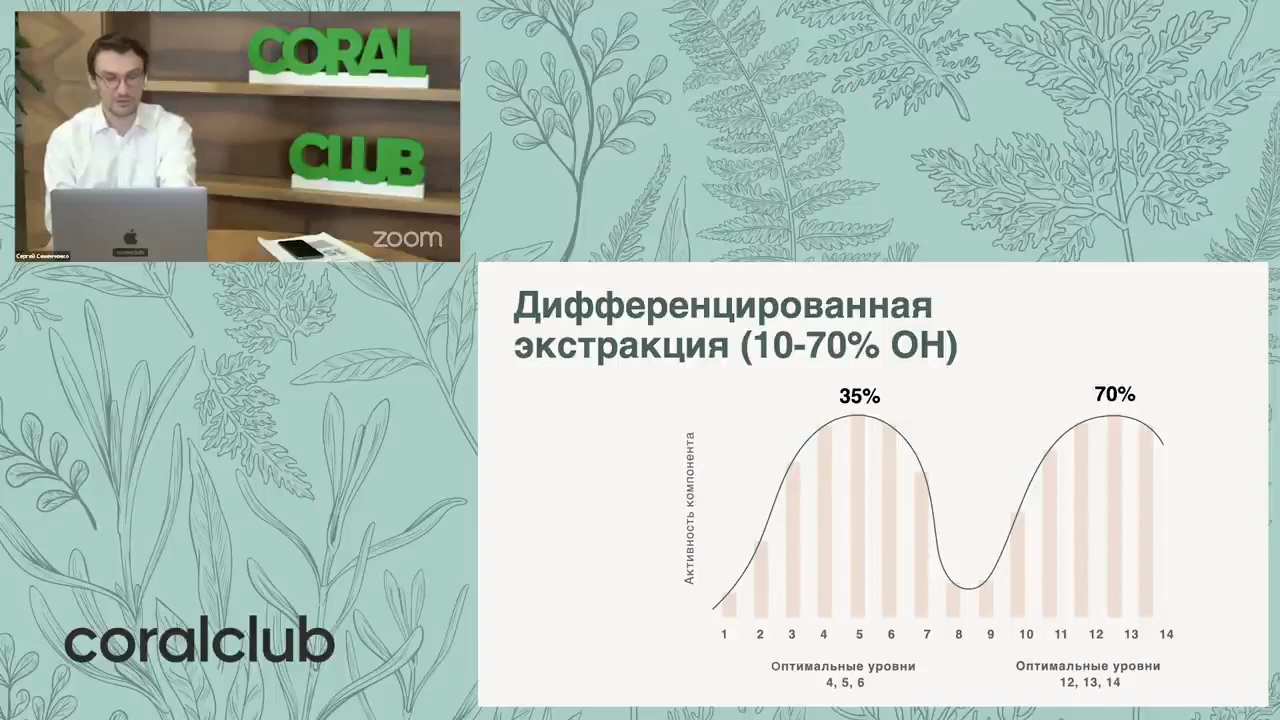 CORAL
CLUB
zoom
Сергей Семинченко
coralclub
Дифференцированная
экстракция (10-70% OH)
35%
70%
Активность компонента
1 2 3 4 5 6 7 8 9 10 11 12 13 14
Оптимальные уровни
4, 5, 6
Оптимальные уровни
12, 13, 14
coralclub